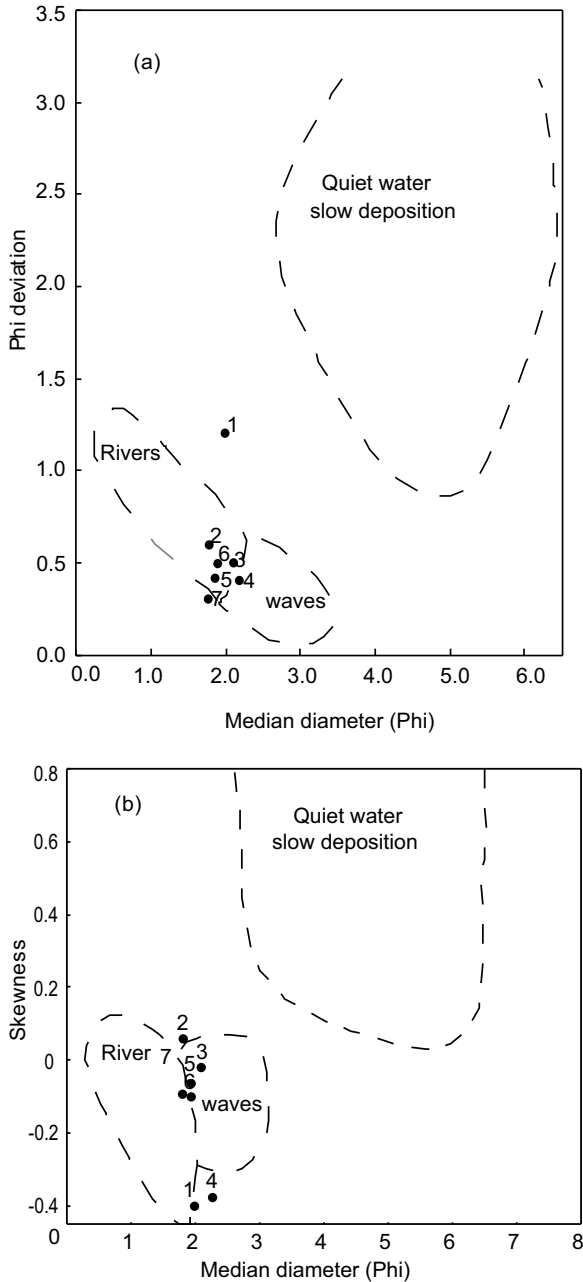 3.5
(a)
3.0
Quiet water
slow deposition
2.5
Phi deviation
2.0
1.5
1
Rivers
1.0
2
6
3
0.5
5
4
waves
7
0.0
0.0 1.0 2.0 3.0 4.0 5.0 6.0
Median diameter (Phi)
0.8
(b)
Quiet water
slow deposition
0.6
0.4
Skewness
0.2
2
River 7
3
0
5
6
waves
-0.2
1
4
-0.4
0
1 2 3 4 5 6 7 8
Median diameter (Phi)